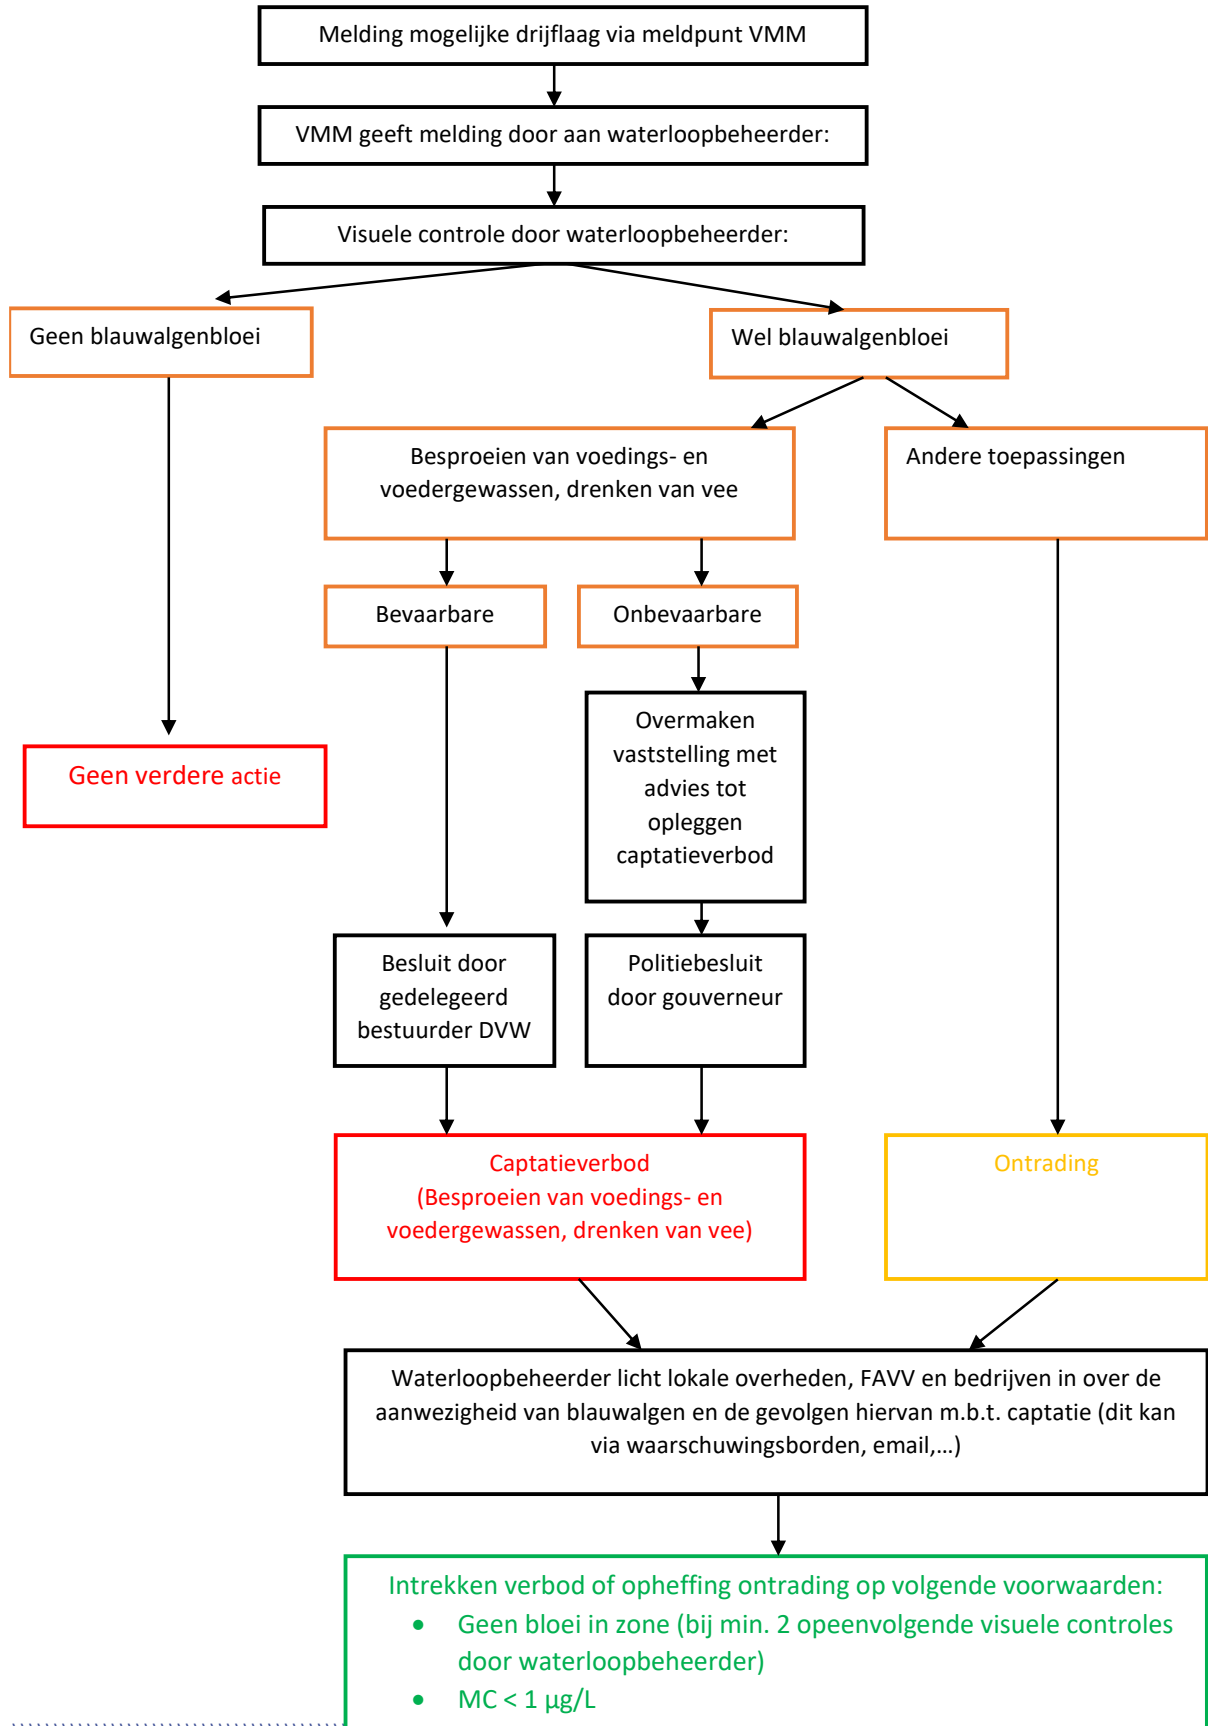 Melding mogelijke drijflaag via meldpunt VMM
VMM geeft melding door aan waterloopbeheerder:
Visuele controle door waterloopbeheerder:
Geen blauwalgenbloei
Wel blauwalgenbloei
Besproeien van voedings- en
voedergewassen, drenken van vee
Andere toepassingen
Bevaarbare
Onbevaarbare
Overmaken
vaststelling met
advies tot
opleggen
captatieverbod
Geen verdere actie
Besluit door
gedelegeerd
bestuurder DVW
Politiebesluit
door gouverneur
Captatieverbod
(Besproeien van voedings- en
voedergewassen, drenken van vee)
Ontrading
Waterloopbeheerder licht lokale overheden, FAVV en bedrijven in over de
aanwezigheid van blauwalgen en de gevolgen hiervan m.b.t. captatie (dit kan
via waarschuwingsborden, email,...)
Intrekken verbod of opheffing ontrading op volgende voorwaarden:
• Geen bloei in zone (bij min. 2 opeenvolgende visuele controles
door waterloopbeheerder)
• MC < 1 µg/L